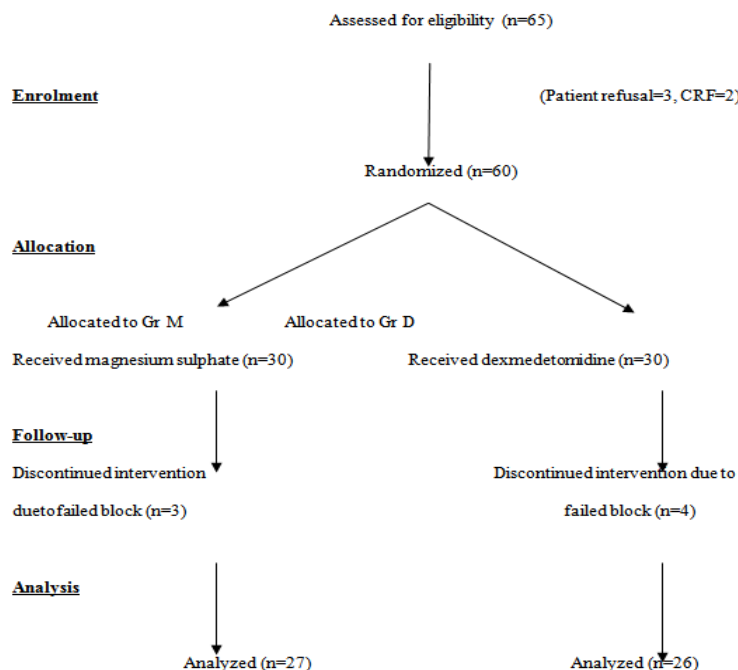 Assessed for eligibility (n=65)
Enrolment
(Patient refusal=3, CRF=2)
Randomized (n=60)
Allocation
Allocated to Gr M
Allocated to Gr D
Received magnesium sulphate (n=30)
Received dexmedetomidine (n=30)
Follow-up
Discontinued intervention
dueto failed block (n=3)
Discontinued intervention due to
failed block (n=4)
Analysis
Analyzed (n=27)
Analyzed (n=26)